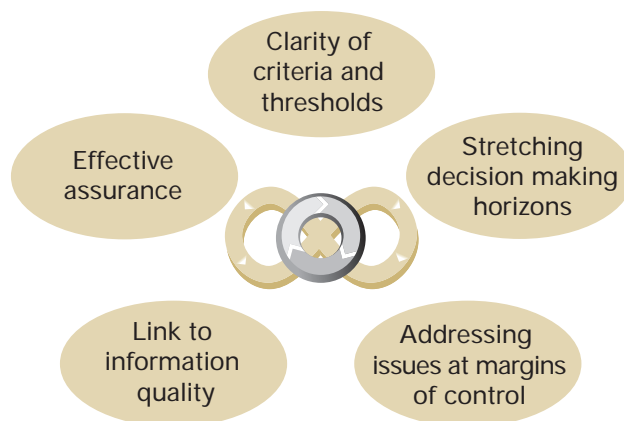 Clarity of
criteria and
thresholds
Effective
assurance
Stretching
decision making
horizons
Link to
information
quality
Addressing
issues at margins
of control